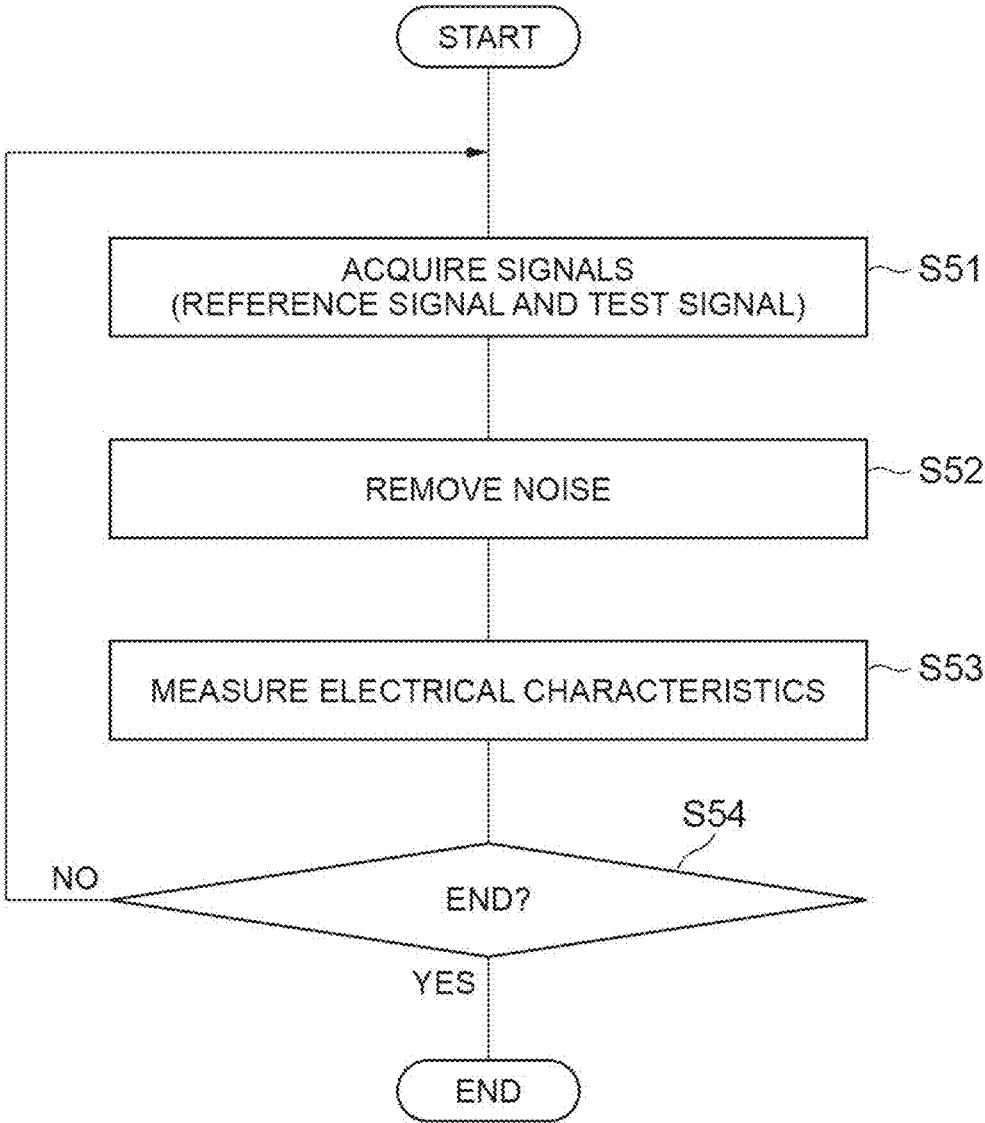 START
ACQUIRE SIGNALS
(REFERENCE SIGNAL AND TEST SIGNAL)
S51
REMOVE NOISE
S52
MEASURE ELECTRICAL CHARACTERISTICS
S53
S54
END?
NO
YES
END